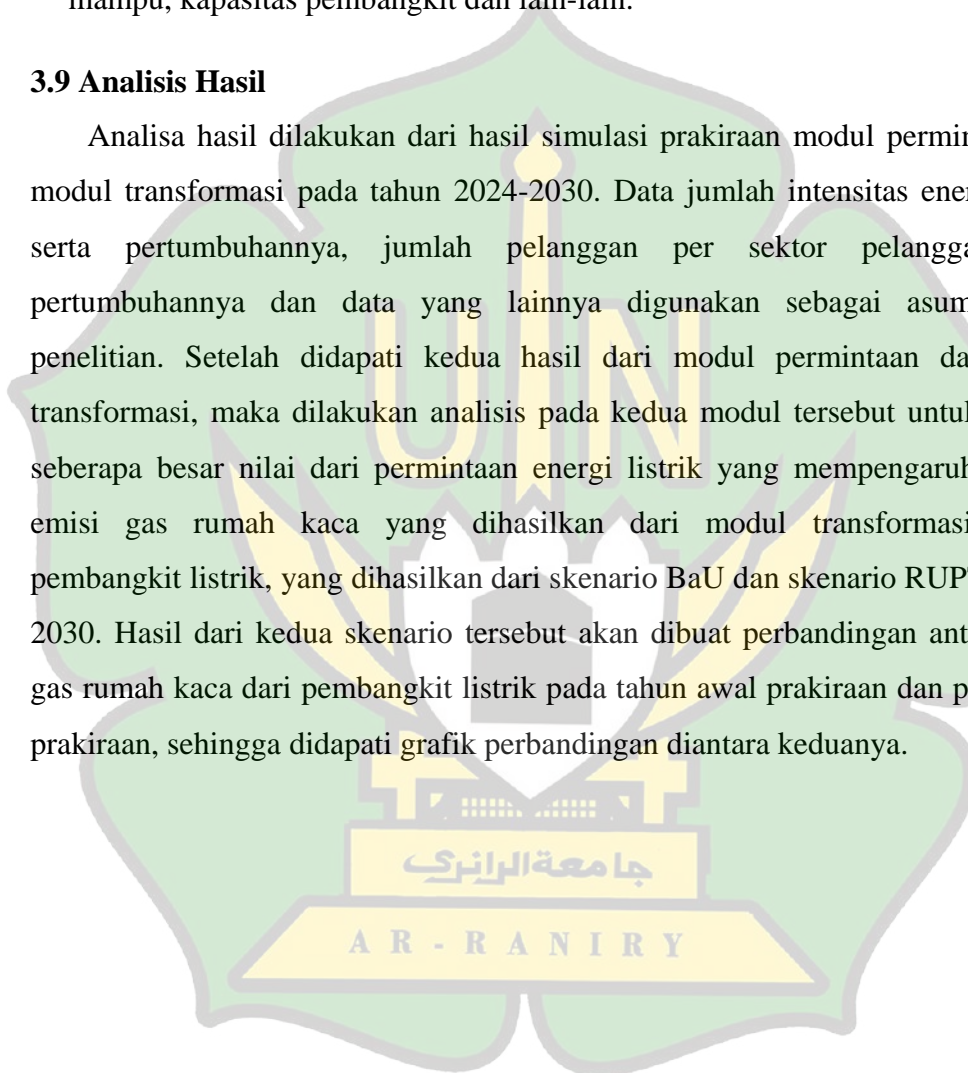 mampu, kapasitas pembangkit dan lain-lain.
3.9 Analisis Hasil
Analisa hasil dilakukan dari hasil simulasi prakiraan modul permin
modul transformasi pada tahun 2024-2030. Data jumlah intensitas ener
serta pertumbuhannya, jumlah pelanggan per sektor pelangga
pertumbuhannya dan data yang lainnya digunakan sebagai asum
penelitian. Setelah didapati kedua hasil dari modul permintaan da
transformasi, maka dilakukan analisis pada kedua modul tersebut untuk
seberapa besar nilai dari permintaan energi listrik yang mempengaruh
emisi gas rumah kaca yang dihasilkan dari modul transformasi
pembangkit listrik, yang dihasilkan dari skenario BaU dan skenario RUPT
2030. Hasil dari kedua skenario tersebut akan dibuat perbandingan ant
gas rumah kaca dari pembangkit listrik pada tahun awal prakiraan dan p
prakiraan, sehingga didapati grafik perbandingan diantara keduanya.
UIN
جامعةالرانري
AR-RANIRY